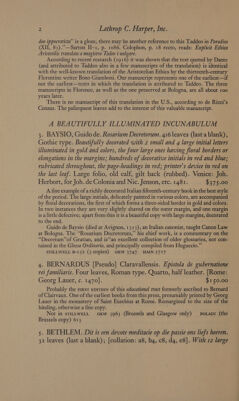 2 Lathrop C. Harper, Inc.
dio ypocratico” is a gloss, there may be another reference to this Taddeo in Paradiso
(XII, 83).”—Sarton II-2, p. 1086. Colophon, p. 18 recto, reads: Explicit Ethica
Aristotilis translata a magistro Tadeo i vulgare.
According to recent research (1951) it was shown that the text quoted by Dante
(and attributed to Taddeo also in a few manuscripts of the translation) is identical
with the well-known translation of the Aristotelian Ethics by the thirteenth-century
Florentine writer Bono Giamboni. Our manuscript represents one of the earliest—if
not the earliest—texts in which the translation is attributed to Taddeo. The three
manuscripts in Florence, as well as the one preserved at Bologna, are all about 100
years later.
There is no manuscript of this translation in the U.S., according to de Ricci's
Census. The palimpsest leaves add to the interest of this valuable manuscript.
A BEAUTIFULLY ILLUMINATED INCUNABULUM
3. BAYSIO, Guido de. Rosarium Decretorum. 416 leaves (last a blank),
Gothic type. Beautifully decorated with a small and a large initial letters
illuminated in gold and colors, the four large ones having floral borders or
elongations in the margins; hundreds of decorative initials in red and blue;
rubricated throughout, the page-headings in red; printer's device in red on
the last leaf. Large folio, old calf, gilt back (rubbed). Venice: Joh.
Herbort, for Joh. de Colonia and Nic. Jenson, etc. 1481. $375.00
A fine example of a richly decorated Italian fifteenth-century book in the best style
of the period. The large initials, delicately painted in various colors, are accompanied
by floral decorations, the first of which forms a three-sided border in gold and colors.
In two instances they are very slightly shaved on the outer margin, and one margin
is a little defective; apart from this it is a beautiful copy with large margins, decorated
to the end.
Guido de Baysio (died at Avignon, 1313), an Italian canonist, taught Canon Law
at Bologna. The “Rosarium Decretorum,” his chief work, is a commentary on the
“Decretum” of Gratian, and is “an excellent collection of older glossaries, not con-
tained in the Glossa Ordinaria, and principally compiled from Huguccio.”
STILLWELL B-257 (2 copies) GKW 3747 HAIN 2717
4. BERNARDUS [Pseudo] Claravallensis. Epistola de gubernatione
rei familiaris. Four leaves, Roman type. Quarto, half leather. [Rome:
Georg Lauer, c. 1470]. $150.00
Probably the FIRST EDITION of this educational tract formerly ascribed to Bernard
of Clairvaux. One of the earliest books from this press, presumably printed by Georg
Lauer in the monastery of Saint Eusebius at Rome. Remargined to the size of the
binding, otherwise a fine copy.
Not in STILLWELL GKW 3963 (Brussels and Glasgow only) POLAIN (the
Brussels copy) 613
5. BETHLEM. Dit is een devote meditacie op die passie ons liefs heeren.
32 leaves (last a blank); [collation: a8, b4, c8, d4, e8]. With 12 large